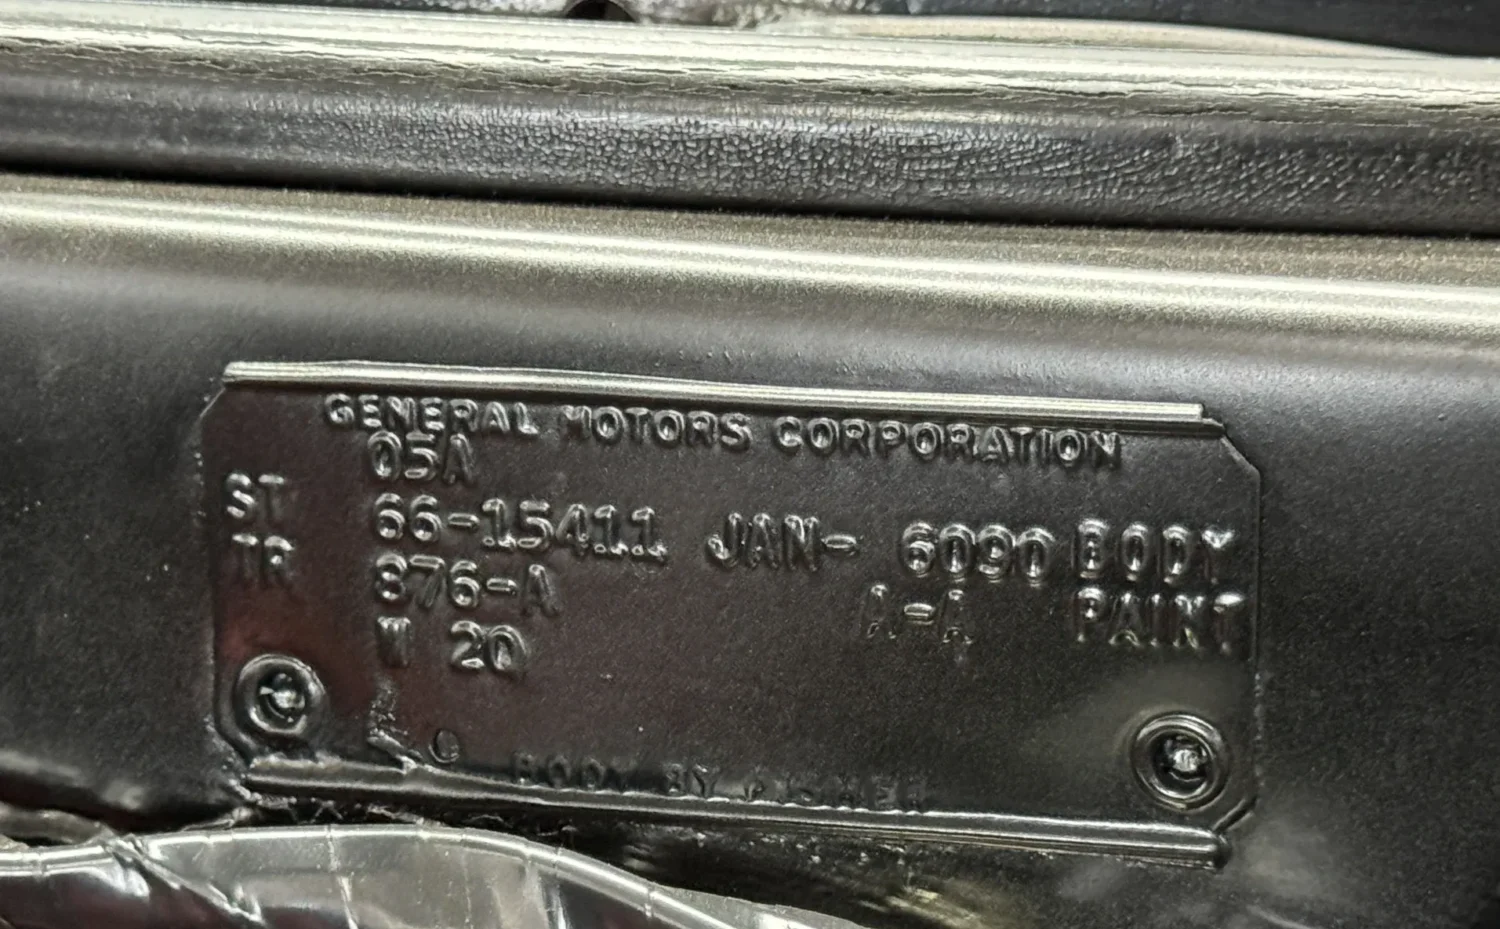 GENERAL MOTORS CORPORATION
05A
ST 66-15411 JAN- 6090 BODY
TR 876-A A-A PAINT
W 20
BODY BY FISHER